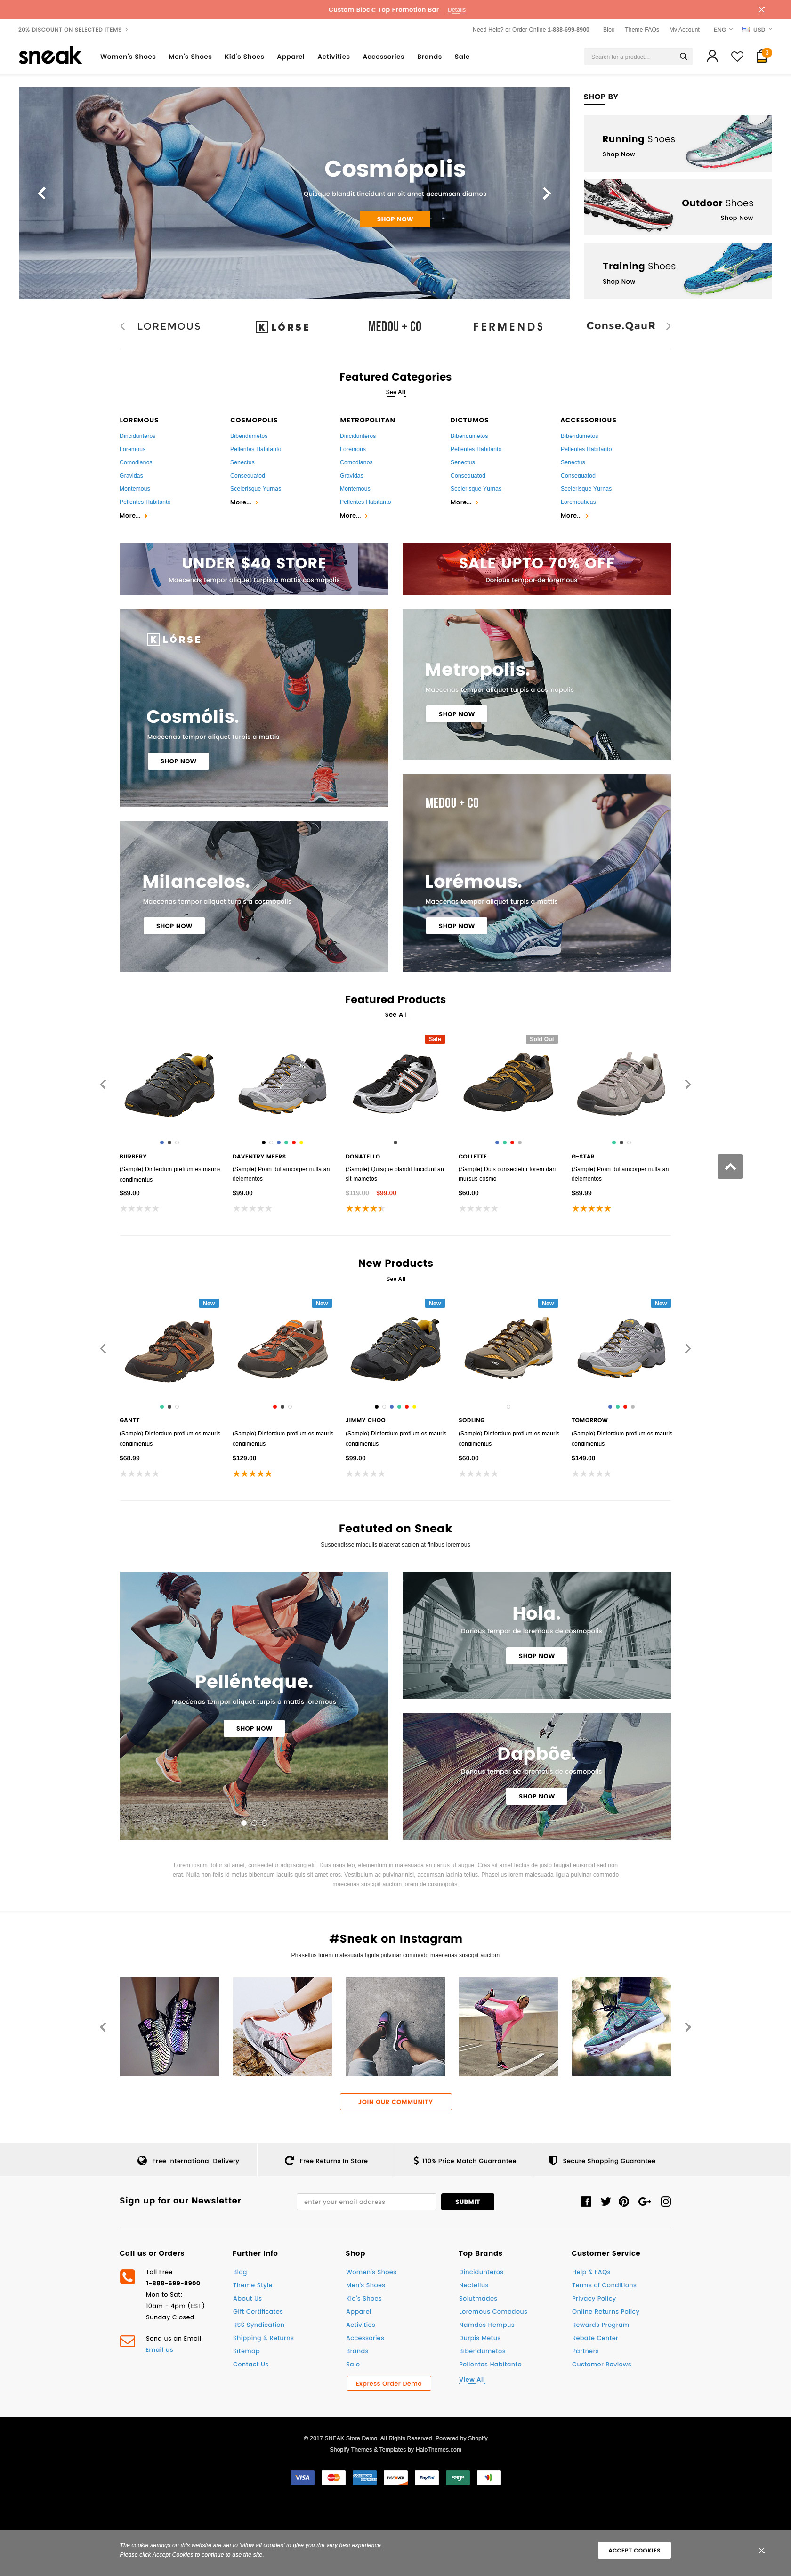 Custom Block: Top Promotion Bar Details
20% DISCOUNT ON SELECTED ITEMS
Need Help? or Order Online 1-888-699-8900 Blog Theme FAQs My Account ENG USD
sneak
Women's Shoes Men's Shoes Kid's Shoes Apparel Activities Accessories Brands Sale
Search for a product...
Cosmópolis
Quisque blandit tincidunt an sit amet accumsan diamos
SHOP NOW
SHOP BY
Running Shoes
Shop Now
Outdoor Shoes
Shop Now
Training Shoes
Shop Now
LOREMOUS
K LÓRSE
MEDOU + CO
FERMENDS
Conse.QauR
Featured Categories
See All
LOREMOUS
Dincidunteros
Loremous
Comodianos
Gravidas
Montemous
Pellentes Habitanto
More...
COSMOPOLIS
Bibendumetos
Pellentes Habitanto
Senectus
Consequatod
Scelerisque Yurnas
More...
METROPOLITAN
Dincidunteros
Loremous
Comodianos
Gravidas
Montemous
Pellentes Habitanto
More...
DICTUMOS
Bibendumetos
Pellentes Habitanto
Senectus
Consequatod
Scelerisque Yurnas
More...
ACCESSORIOUS
Bibendumetos
Pellentes Habitanto
Senectus
Consequatod
Scelerisque Yurnas
Loremouticas
More...
UNDER $40 STORE
Maecenas tempor aliquet turpis a mattis cosmopolis
SALE UPTO 70% OFF
Dorious tempor de loremous
K LÓRSE
Cosmólis.
Maecenas tempor aliquet turpis a mattis
SHOP NOW
Metropolis.
Maecenas tempor aliquet turpis a cosmopolis
SHOP NOW
Milancelos.
Maecenas tempor aliquet turpis a cosmopolis
SHOP NOW
MEDOU + CO
Lorémous.
Maecenas tempor aliquet turpis a mattis
SHOP NOW
Featured Products
See All
BURBERY
(Sample) Dinterdum pretium es mauris
condimentus
$89.00
DAVENTRY MEERS
(Sample) Proin dullamcorper nulla an
delementos
$99.00
Sale
DONATELLO
(Sample) Quisque blandit tincidunt an
sit mametos
$119.00 $99.00
Sold Out
COLLETTE
(Sample) Duis consectetur lorem dan
mursus cosmo
$60.00
G-STAR
(Sample) Proin dullamcorper nulla an
delementos
$89.99
New Products
See All
New
GANTT
(Sample) Dinterdum pretium es mauris
condimentus
$68.99
New
(Sample) Dinterdum pretium es mauris
condimentus
$129.00
New
JIMMY CHOO
(Sample) Dinterdum pretium es mauris
condimentus
$99.00
New
SODLING
(Sample) Dinterdum pretium es mauris
condimentus
$60.00
New
TOMORROW
(Sample) Dinterdum pretium es mauris
condimentus
$149.00
Featuted on Sneak
Suspendisse miaculis placerat sapien at finibus loremous
Pellénteque.
Maecenas tempor aliquet turpis a mattis loremous
SHOP NOW
Hola.
Dorious tempor de loremous de cosmopolis
SHOP NOW
Dapbõe.
Dorious tempor de loremous de cosmopolis
SHOP NOW
Lorem ipsum dolor sit amet, consectetur adipiscing elit. Duis risus leo, elementum in malesuada an darius ut augue. Cras sit amet lectus de justo feugiat euismod sed non
erat. Nulla non felis id metus bibendum iaculis quis sit amet eros. Vestibulum ac pulvinar nisi, accumsan lacinia tellus. Phasellus loremada ligula pulvinar commodo
maecenas suscipit auctom lorem de cosmopolis.
#Sneak on Instagram
Phasellus lorem malesuada ligula pulvinar commodo maecenas suscipit auctom
JOIN OUR COMMUNITY
Free International Delivery
Free Returns In Store
110% Price Match Guarrantee
Secure Shopping Guarantee
Sign up for our Newsletter
enter your email address
SUBMIT
Call us or Orders
Toll Free
1-888-699-8900
Mon to Sat:
10am - 4pm (EST)
Sunday Closed
Send us an Email
Email us
Further Info
Blog
Theme Style
About Us
Gift Certificates
RSS Syndication
Shipping & Returns
Sitemap
Contact Us
Shop
Women's Shoes
Men's Shoes
Kid's Shoes
Apparel
Activities
Accessories
Brands
Sale
Express Order Demo
Top Brands
Dincidunteros
Nectellus
Solutmades
Loremous Comodous
Namdos Hempus
Durpis Metus
Bibendumetos
Pellentes Habitanto
View All
Customer Service
Help & FAQs
Terms of Conditions
Privacy Policy
Online Returns Policy
Rewards Program
Rebate Center
Partners
Customer Reviews
© 2017 SNEAK Store Demo. All Rights Reserved. Powered by Shopify.
Shopify Themes & Templates by HaloThemes.com
VISA
DISCOVER
PayPal
sage
The cookie settings on this website are set to 'allow all cookies' to give you the very best experience.
Please click Accept Cookies to continue to use the site.
ACCEPT COOKIES